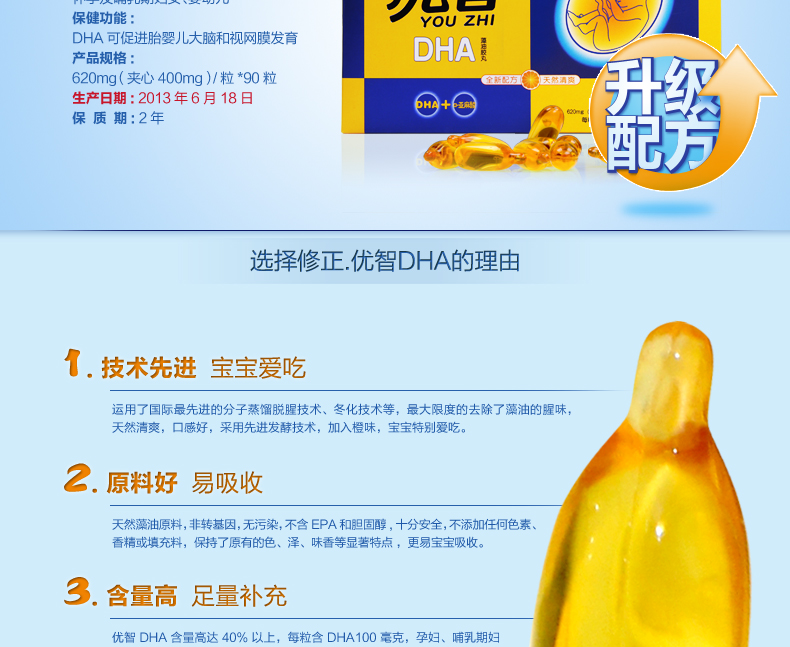 保健功能：
DHA 可促进胎婴儿大脑和视网膜发育
产品规格：
620mg ( 夹心 400mg ) / 粒 *90 粒
生产日期：2013 年 6 月 18 日
保 质 期：2 年
YOU ZHI
DHA
藻油胶丸
全新配方 天然清爽
DHA+α-亚麻酸
升级
配方
选择修正.优智DHA的理由
1. 技术先进 宝宝爱吃
运用了国际最先进的分子蒸馏脱腥技术、冬化技术等，最大限度的去除了藻油的腥味，
天然清爽，口感好，采用先进发酵技术，加入橙味，宝宝特别爱吃。
2. 原料好 易吸收
天然藻油原料，非转基因，无污染，不含 EPA 和胆固醇，十分安全，不添加任何色素、
香精或填充料，保持了原有的色、泽、味香等显著特点，更易宝宝吸收。
3. 含量高 足量补充
优智 DHA 含量高达 40% 以上，每粒含 DHA100 毫克，孕妇、哺乳期妇